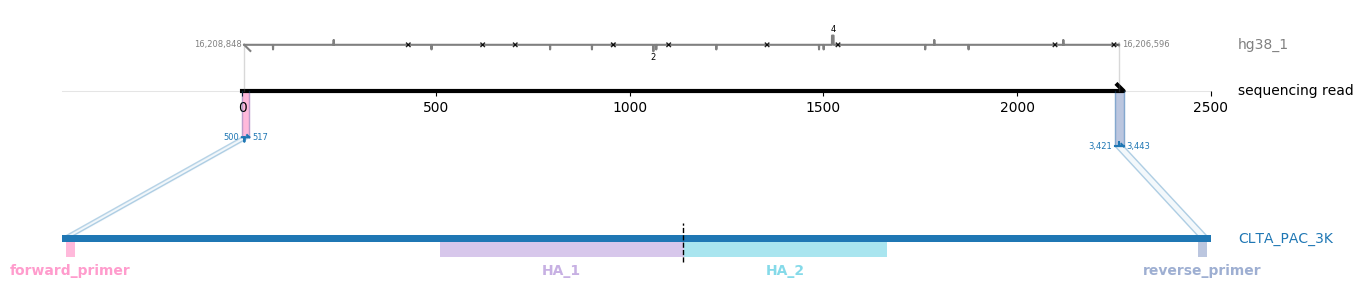 4
16,208,848 16,206,596 hg38_1
2
sequencing read
0 500 1000 1500 2000 2500
500 517 3,421 3,443
CLTA_PAC_3K
forward_primer HA_1 HA_2 reverse_primer